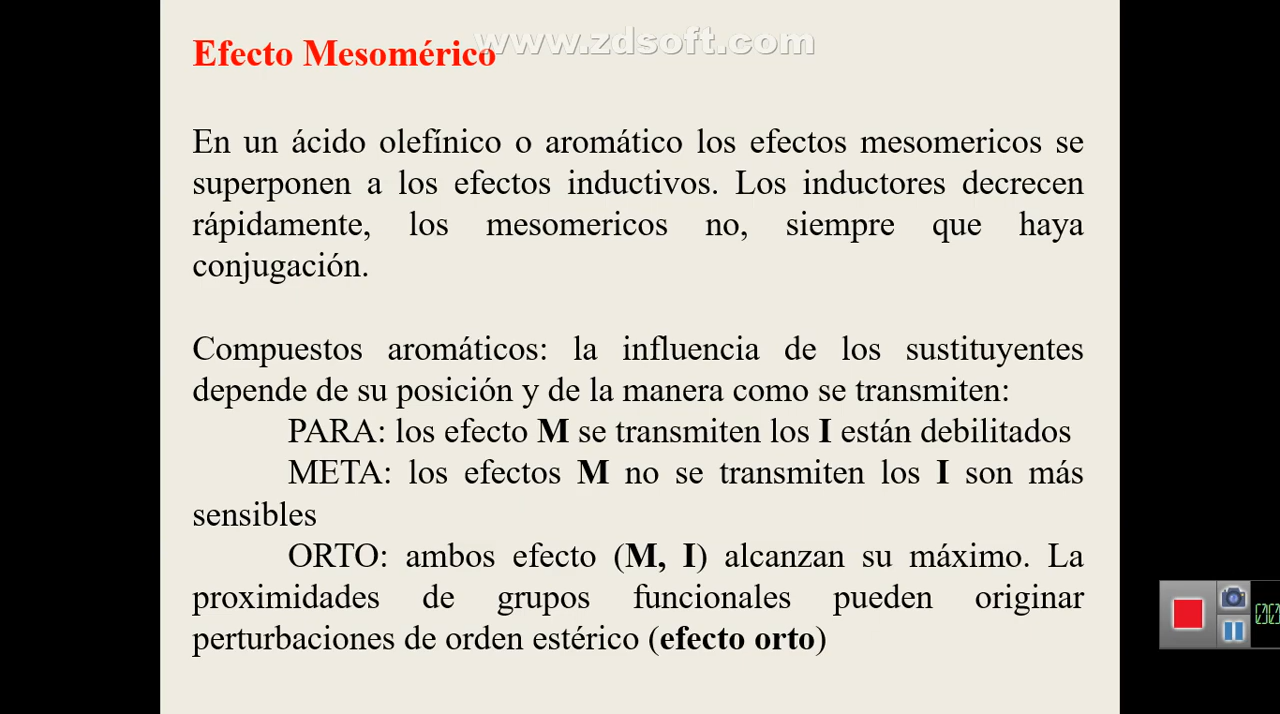 www.zdsoft.com
Efecto Mesomérico
En un ácido olefínico o aromático los efectos mesomericos se
superponen a los efectos inductivos. Los inductores decrecen
rápidamente, los mesomericos no, siempre que haya
conjugación.
Compuestos aromáticos: la influencia de los sustituyentes
depende de su posición y de la manera como se transmiten:
PARA: los efecto M se transmiten los I están debilitados
META: los efectos M no se transmiten los I son más
sensibles
ORTO: ambos efecto (M, I) alcanzan su máximo. La
proximidades de grupos funcionales pueden originar
perturbaciones de orden estérico (efecto orto)